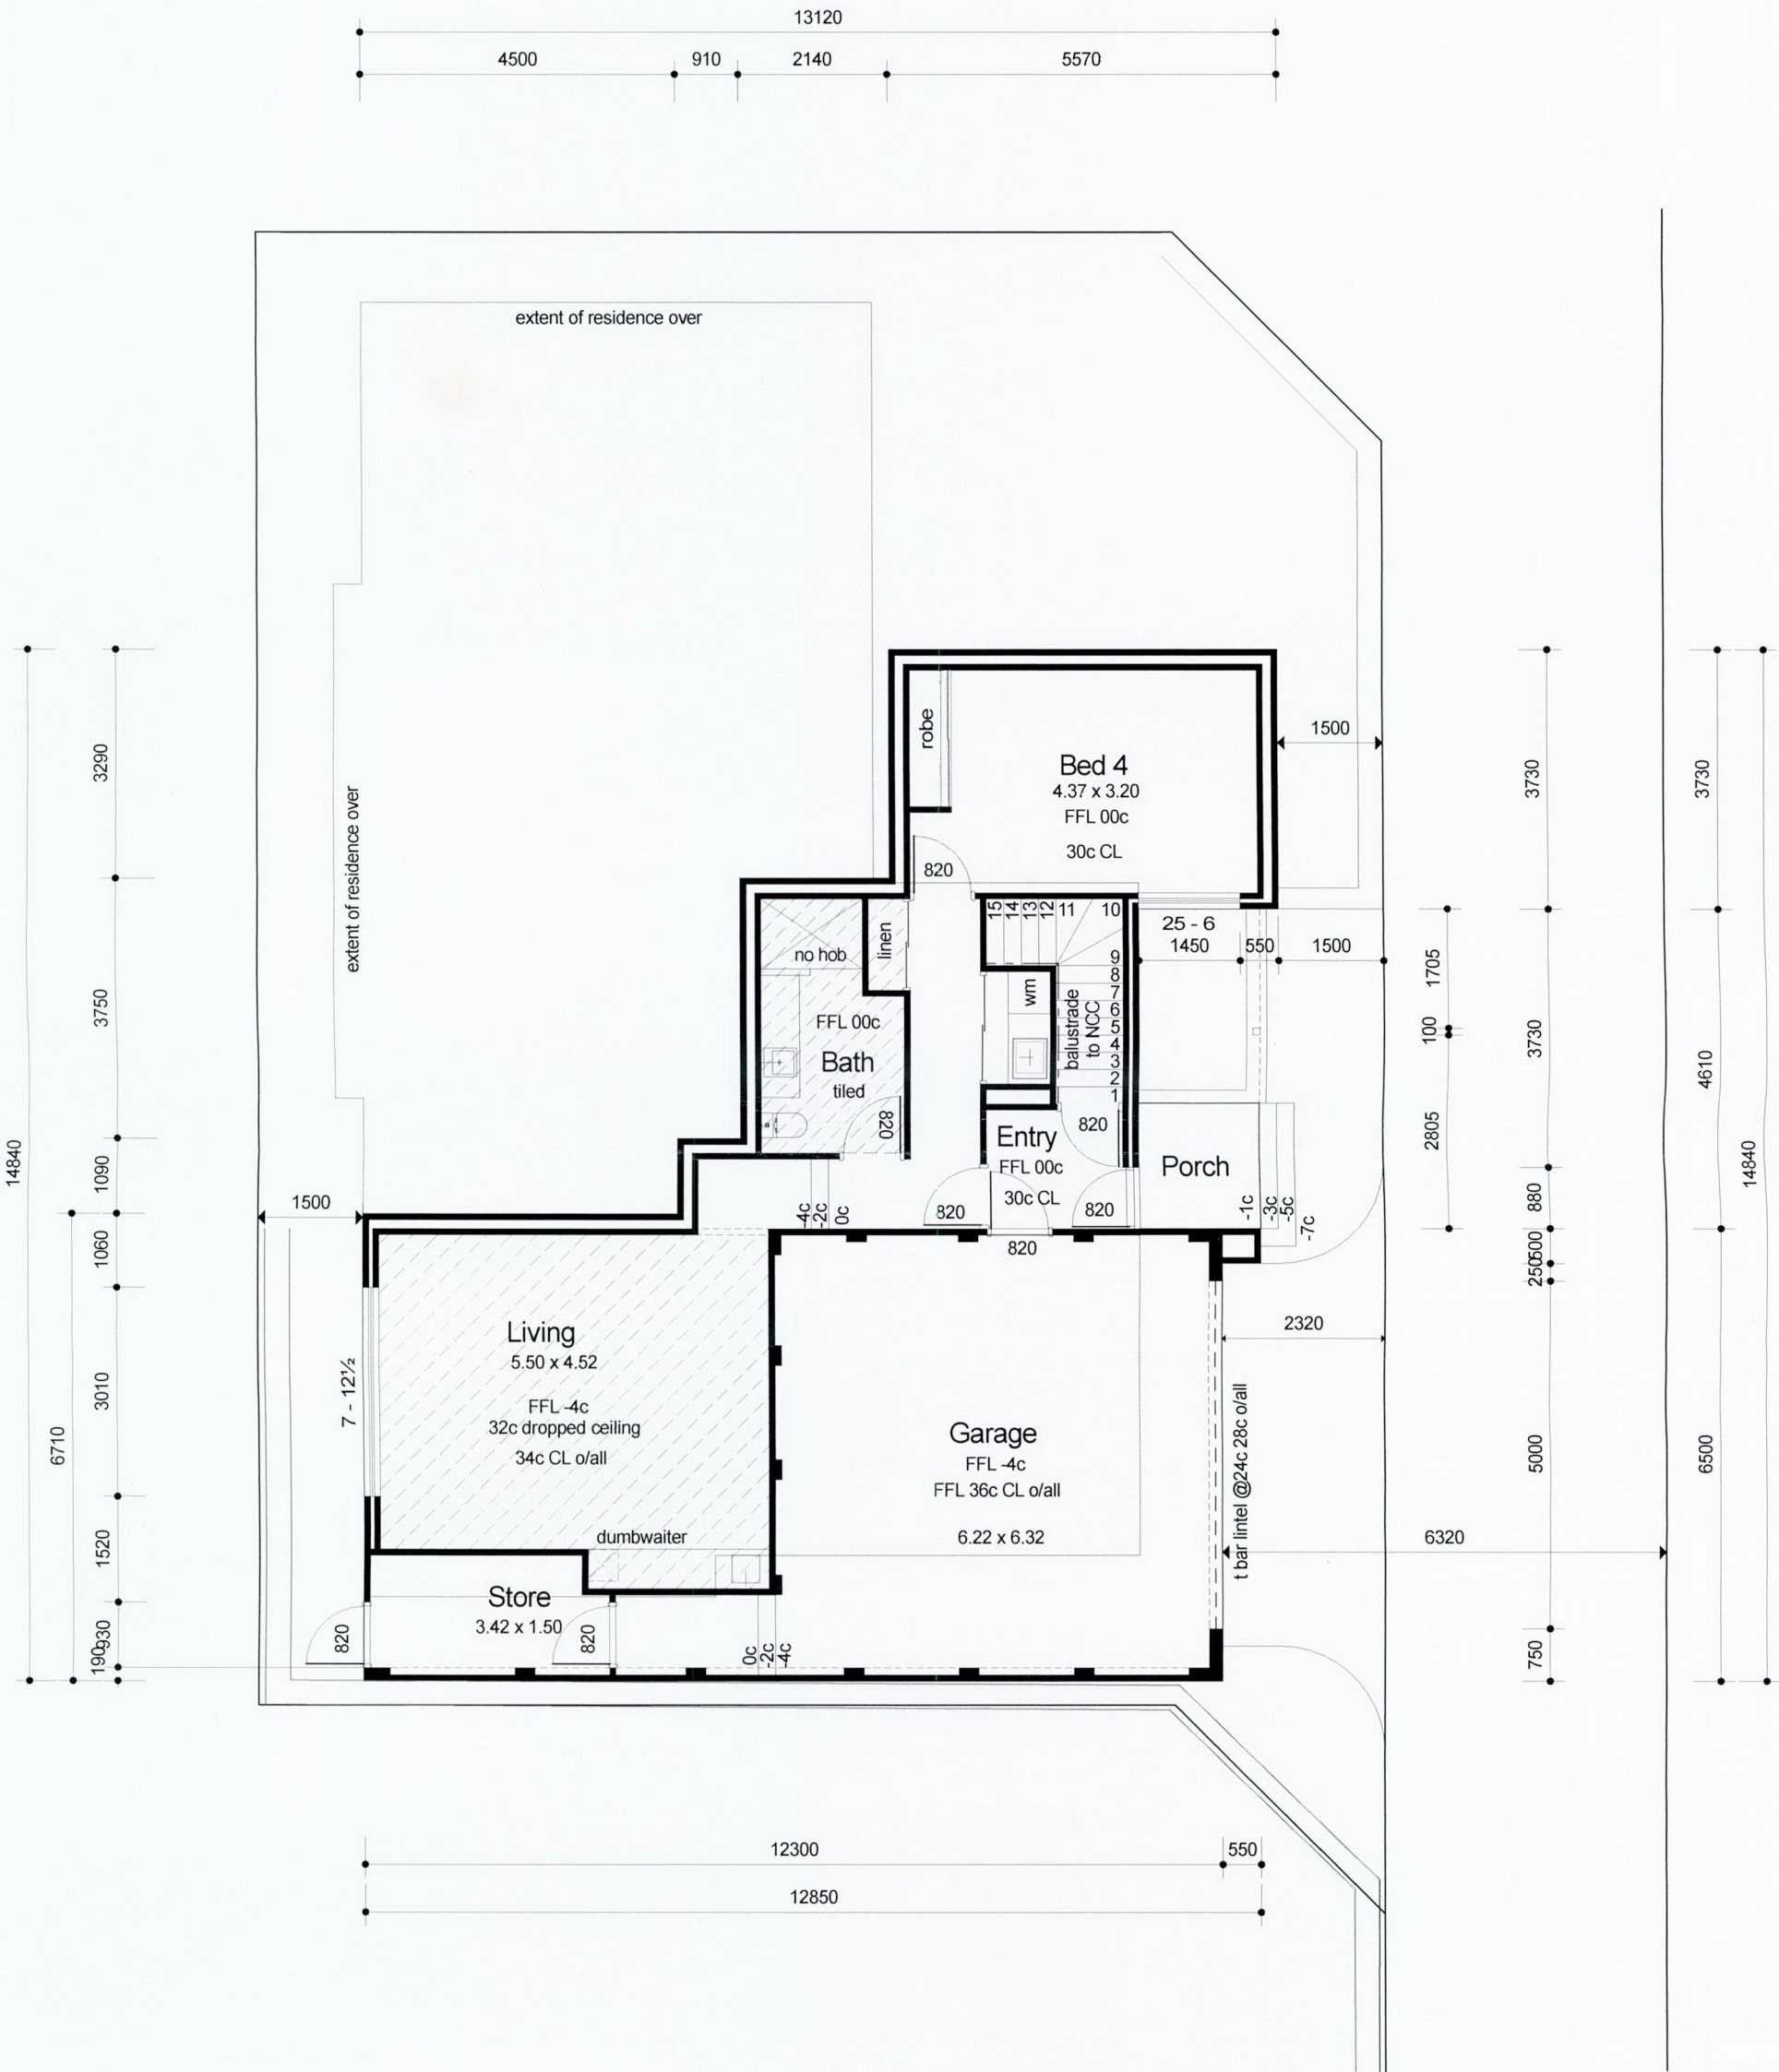 13120
4500 910 2140 5570
extent of residence over
extent of residence over
robe
Bed 4
4.37 x 3.20
FFL 00c
30c CL
820
1500
3290
3750
14840
1090
1060
3010
6710
1520
930
190
1500
3730
3730
1705
100
3730
2805
4610
880
14840
600
250
5000
6500
750
15 14 13 12 11 10
9
8
7
6
5
4
3
2
1
25 - 6
1450 550 1500
no hob
linen
wm
balustrade
to NCC
FFL 00c
Bath
tiled
820
820
Entry
FFL 00c
30c CL
Porch
820
820
820
-4c
-2c
0c
-1c
-3c
-5c
-7c
Living
5.50 x 4.52
FFL -4c
32c dropped ceiling
34c CL o/all
7 - 12½
dumbwaiter
Garage
FFL -4c
FFL 36c CL o/all
6.22 x 6.32
2320
t bar lintel @24c 28c o/all
6320
Store
3.42 x 1.50
820
820
0c
-2c
-4c
12300 550
12850